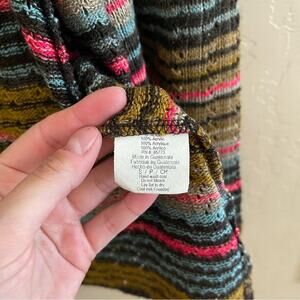 100% Acrylic
100% Acrylique
100% Acrilico
RN # 85773
Made in Guatemala
Fabriqué au Guatemala
Hecho en Guatemala
S / P / CH
Hand wash cold
Do not bleach
Lay flat to dry
Cool iron if needed